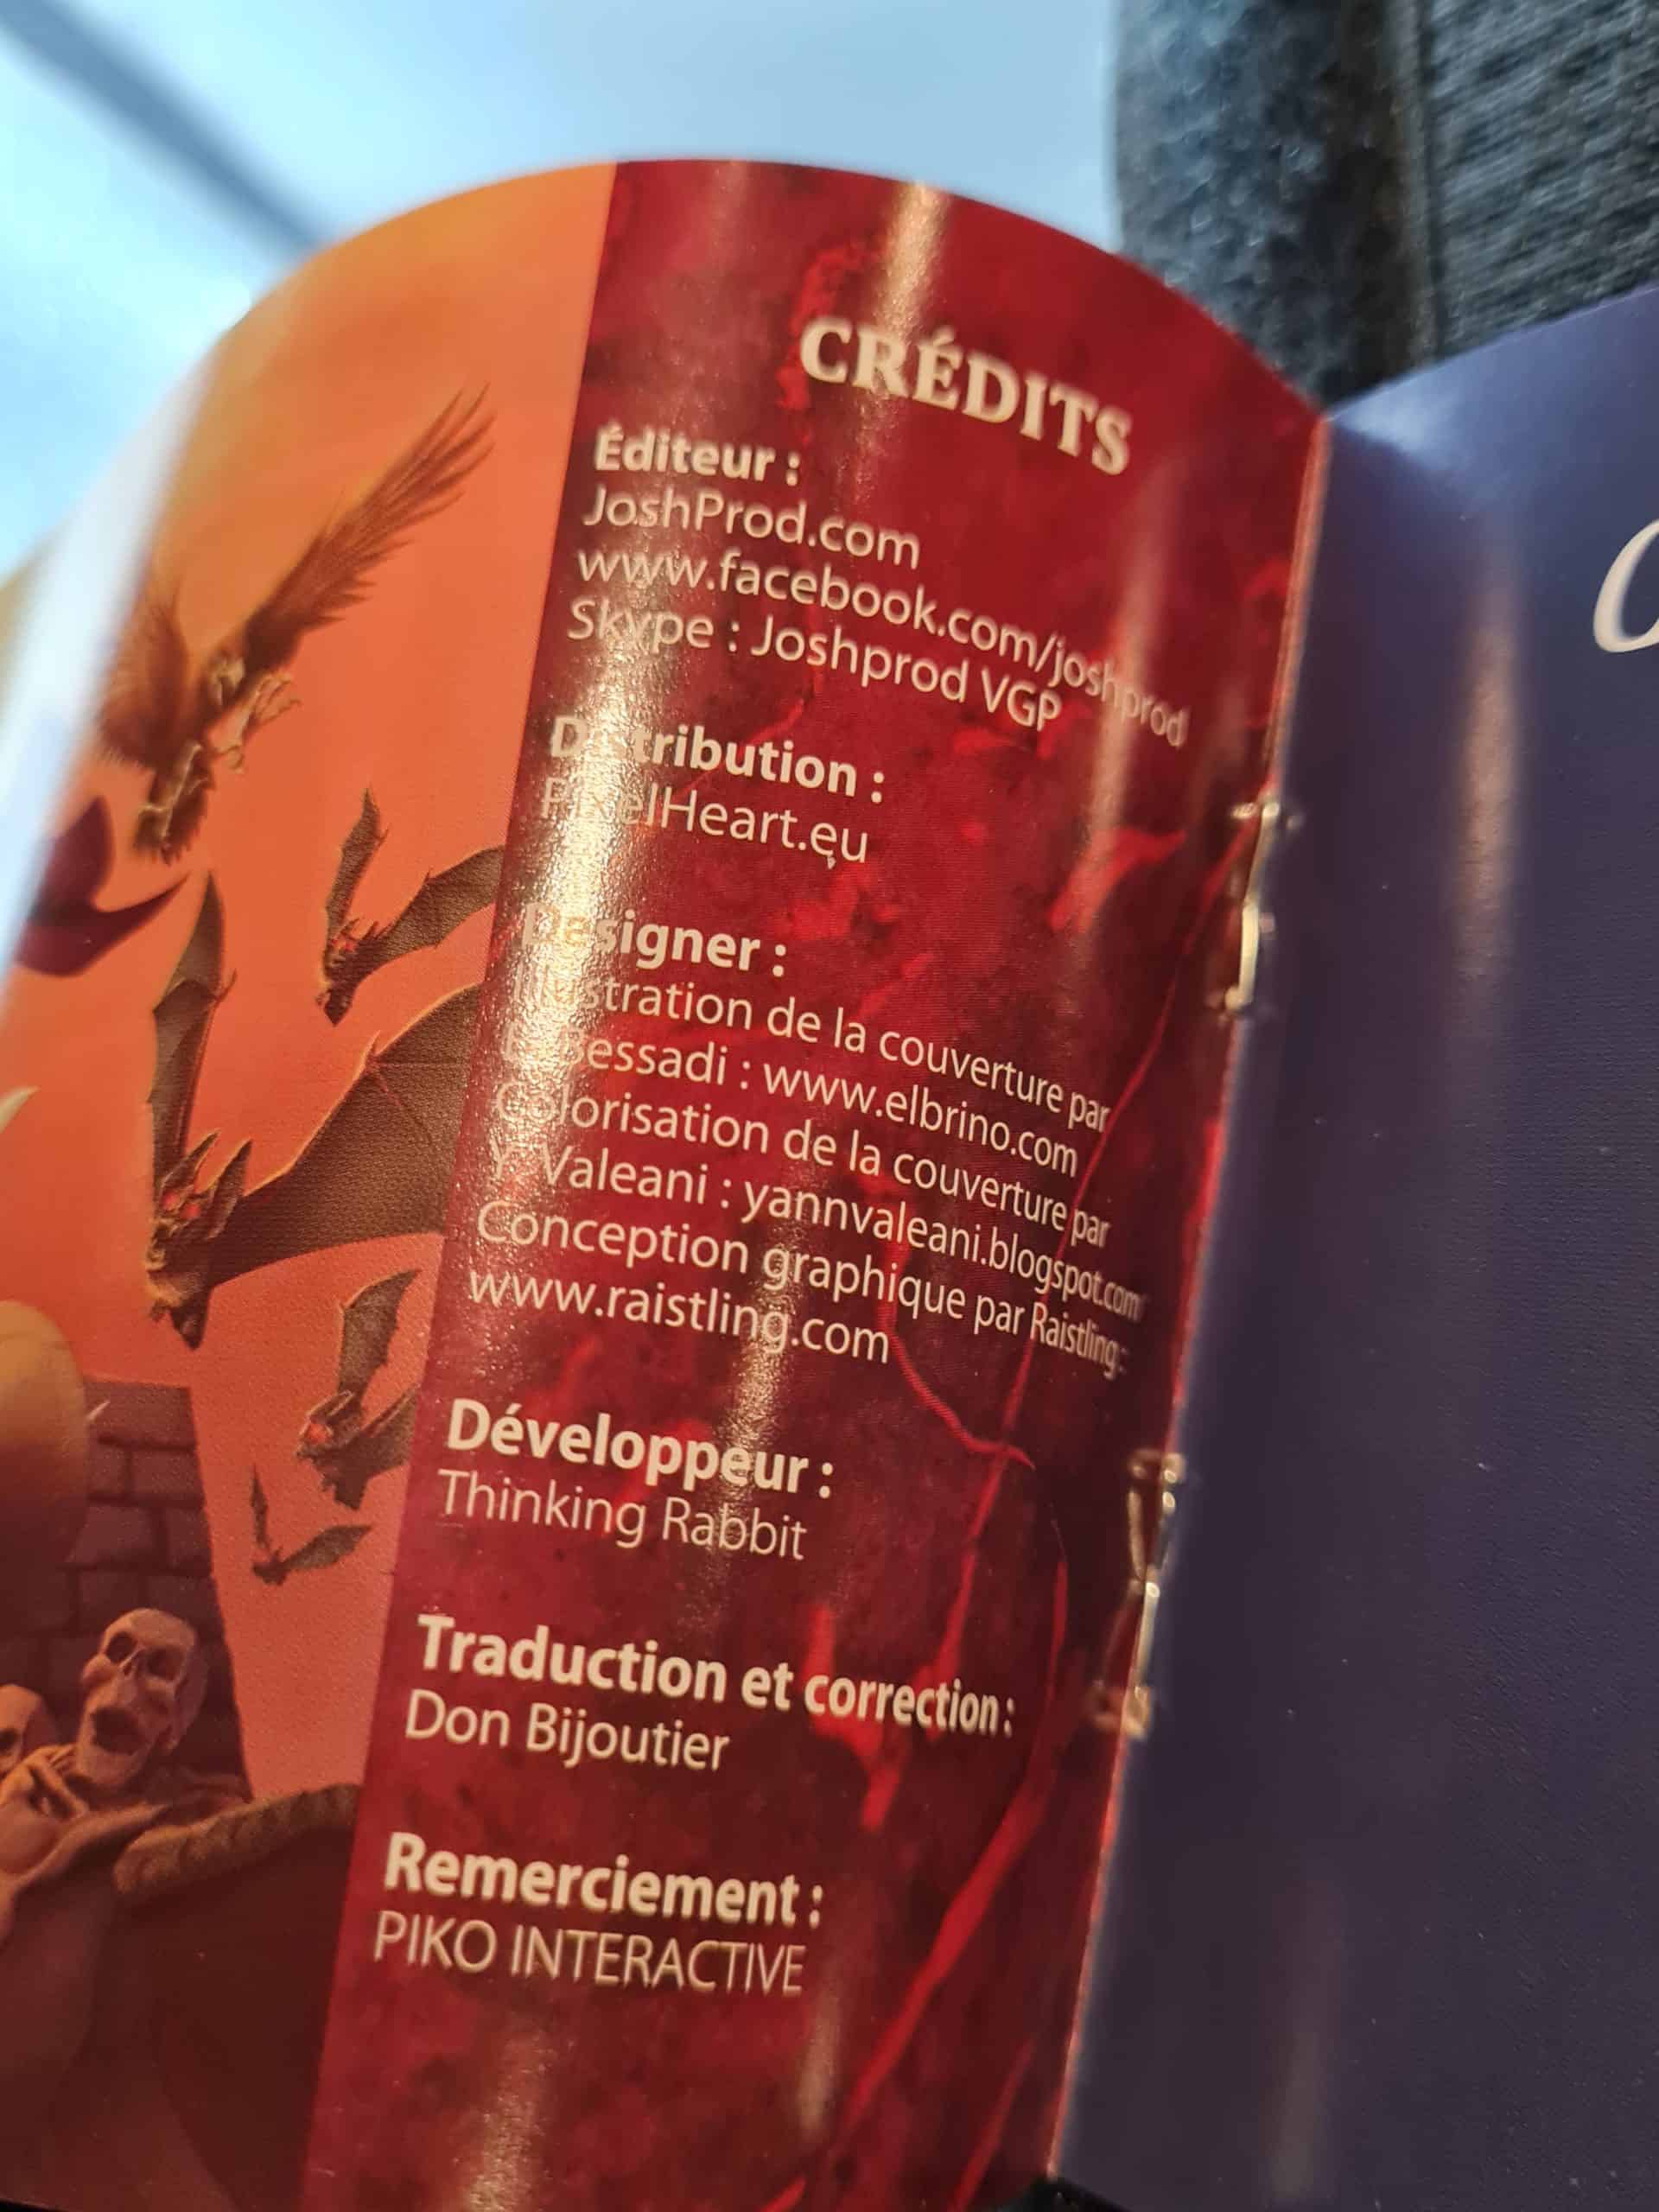 CRÉDITS
Éditeur :
JoshProd.com
www.facebook.com/joshprod
Skype : Joshprod VGP
Distribution :
PixelHeart.eu
Designer :
Illustration de la couverture par
: www.elbrino.com
Colorisation de la couverture par
Y. Valeani : yannvaleani.blogspot.com
Conception graphique par Raistling :
www.raistling.com
Développeur :
Thinking Rabbit
Traduction et correction :
Don Bijoutier
Remerciement :
PIKO INTERACTIVE